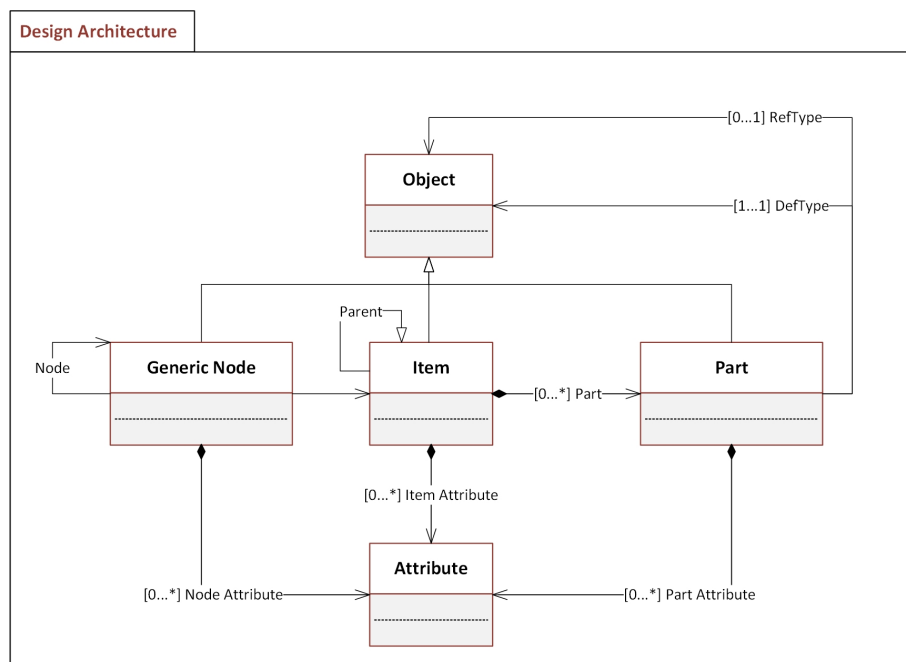 Design Architecture
[0...1] RefType
Object
[1...1] DefType
Parent
Node
Generic Node
Item
Part
[0...*] Part
[0...*] Item Attribute
Attribute
[0...*] Node Attribute
[0...*] Part Attribute